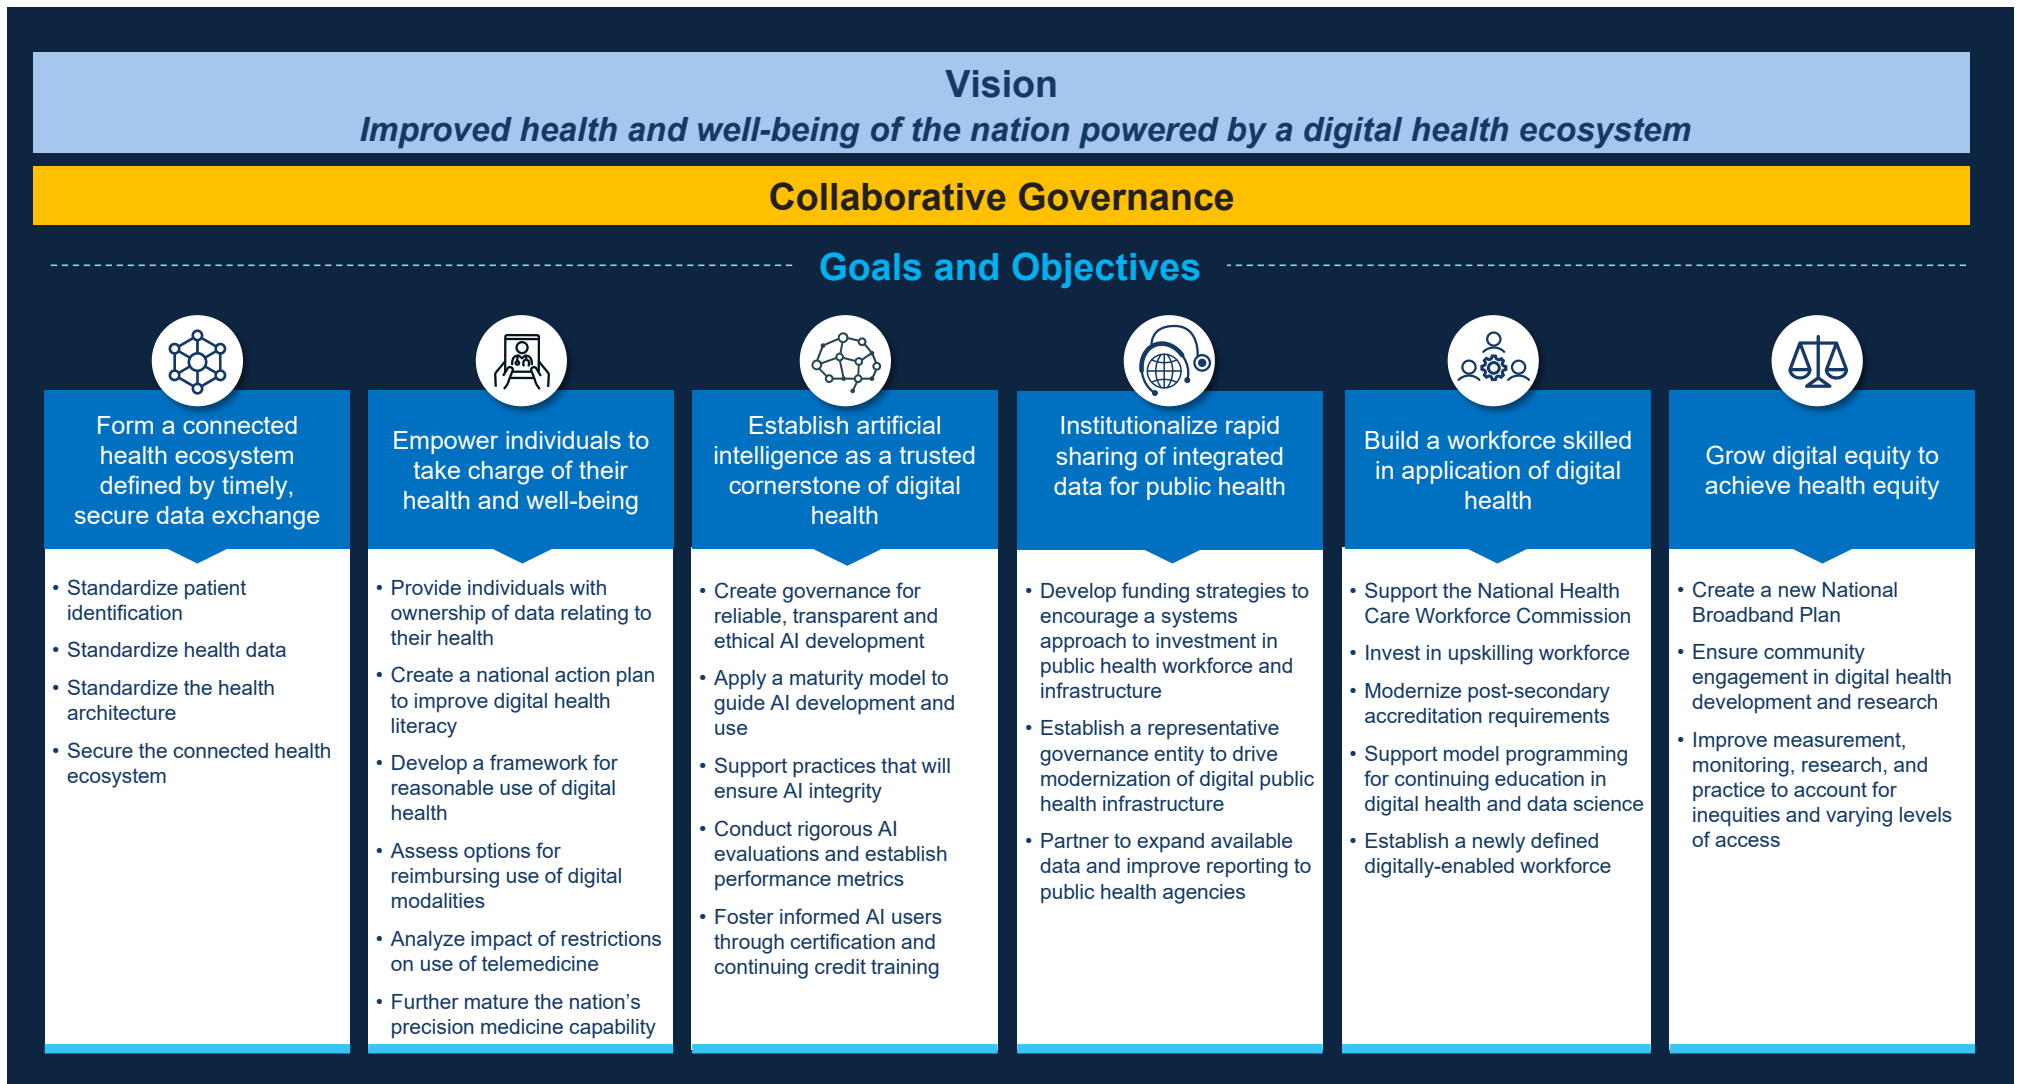 Vision
Improved health and well-being of the nation powered by a digital health ecosystem
Collaborative Governance
Goals and Objectives
Form a connected
health ecosystem
defined by timely,
secure data exchange
• Standardize patient
identification
• Standardize health data
• Standardize the health
architecture
• Secure the connected health
ecosystem
Empower individuals to
take charge of their
health and well-being
• Provide individuals with
ownership of data relating to
their health
• Create a national action plan
to improve digital health
literacy
• Develop a framework for
reasonable use of digital
health
• Assess options for
reimbursing use of digital
modalities
• Analyze impact of restrictions
on use of telemedicine
• Further mature the nation’s
precision medicine capability
Establish artificial
intelligence as a trusted
cornerstone of digital
health
• Create governance for
reliable, transparent and
ethical AI development
• Apply a maturity model to
guide AI development and
use
• Support practices that will
ensure AI integrity
• Conduct rigorous AI
evaluations and establish
performance metrics
• Foster informed AI users
through certification and
continuing credit training
Institutionalize rapid
sharing of integrated
data for public health
• Develop funding strategies to
encourage a systems
approach to investment in
public health workforce and
infrastructure
• Establish a representative
governance entity to drive
modernization of digital public
health infrastructure
• Partner to expand available
data and improve reporting to
public health agencies
Build a workforce skilled
in application of digital
health
• Support the National Health
Care Workforce Commission
• Invest in upskilling workforce
• Modernize post-secondary
accreditation requirements
• Support model programming
for continuing education in
digital health and data science
• Establish a newly defined
digitally-enabled workforce
Grow digital equity to
achieve health equity
• Create a new National
Broadband Plan
• Ensure community
engagement in digital health
development and research
• Improve measurement,
monitoring, research, and
practice to account for
inequities and varying levels
of access